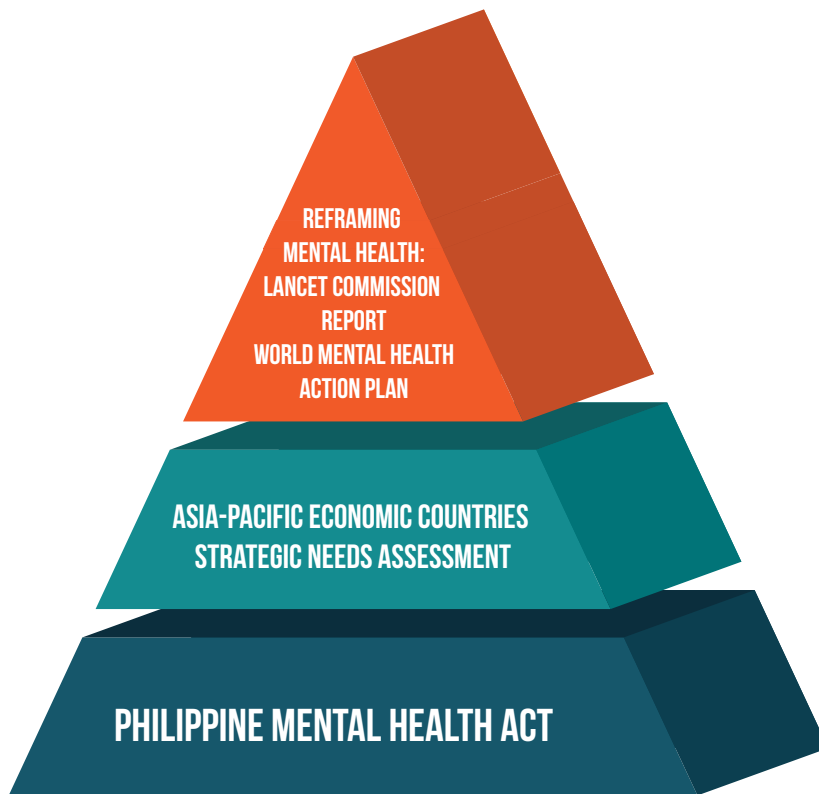 REFRAMING
MENTAL HEALTH:
LANCET COMMISSION
REPORT
WORLD MENTAL HEALTH
ACTION PLAN
ASIA-PACIFIC ECONOMIC COUNTRIES
STRATEGIC NEEDS ASSESSMENT
PHILIPPINE MENTAL HEALTH ACT